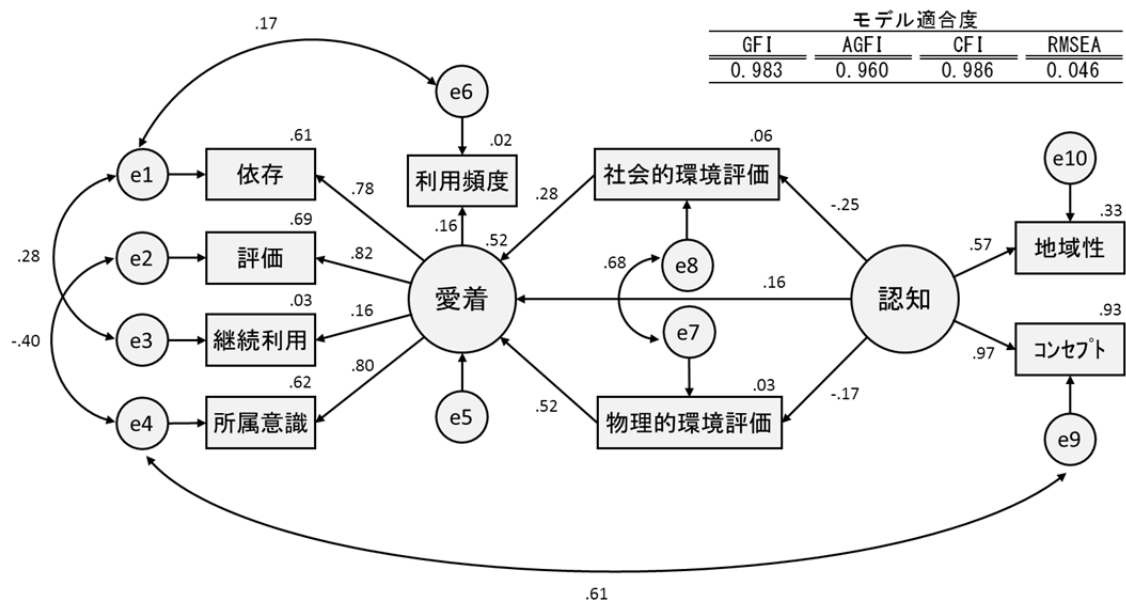 モデル適合度
GFI AGFI CFI RMSEA
0.983 0.960 0.986 0.046
.17
e6
.02
利用頻度
.16
.61
e1
依存
.78
.69
e2
評価
.82
.28
.03
e3
継続利用
.16
-.40
.62
e4
所属意識
.80
.52
愛着
e5
.06
社会的環境評価
.28
-.25
e8
.68
.16
e7
.03
物理的環境評価
.52
-.17
認知
e10
.33
地域性
.57
.93
コンセプト
.97
e9
.61